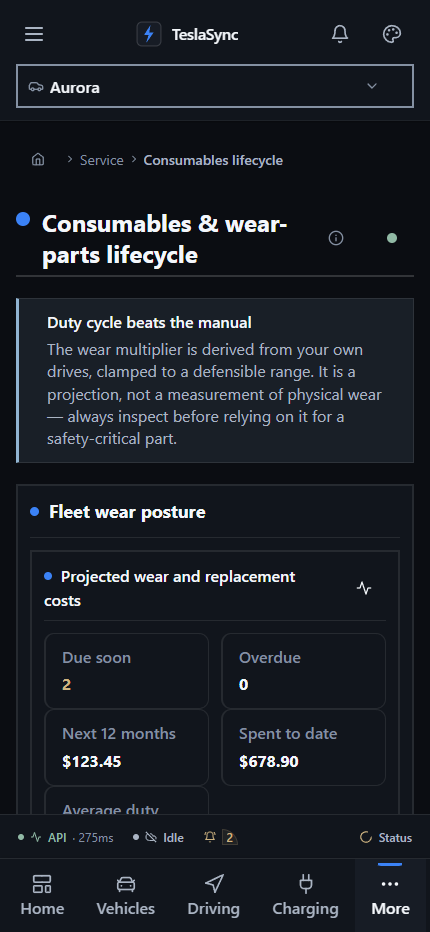 TeslaSync
Aurora
Service
Consumables lifecycle
Consumables & wear-
parts lifecycle
Duty cycle beats the manual
The wear multiplier is derived from your own
drives, clamped to a defensible range. It is a
projection, not a measurement of physical wear
— always inspect before relying on it for a
safety-critical part.
Fleet wear posture
Projected wear and replacement
costs
Due soon
2
Overdue
0
Next 12 months
$123.45
Spent to date
$678.90
Average duty
API · 275ms
Idle
2
Status
Home
Vehicles
Driving
Charging
More